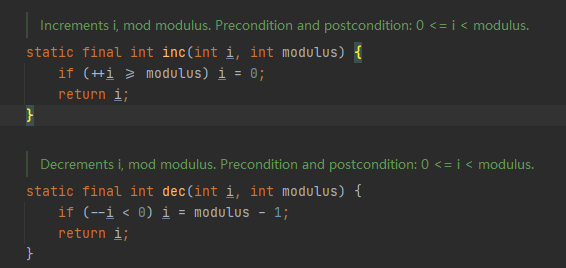 Increments i, mod modulus. Precondition and postcondition: 0 <= i < modulus.
static final int inc(int i, int modulus) {
    if (++i >= modulus) i = 0;
    return i;
}
Decrements i, mod modulus. Precondition and postcondition: 0 <= i < modulus.
static final int dec(int i, int modulus) {
    if (--i < 0) i = modulus - 1;
    return i;
}